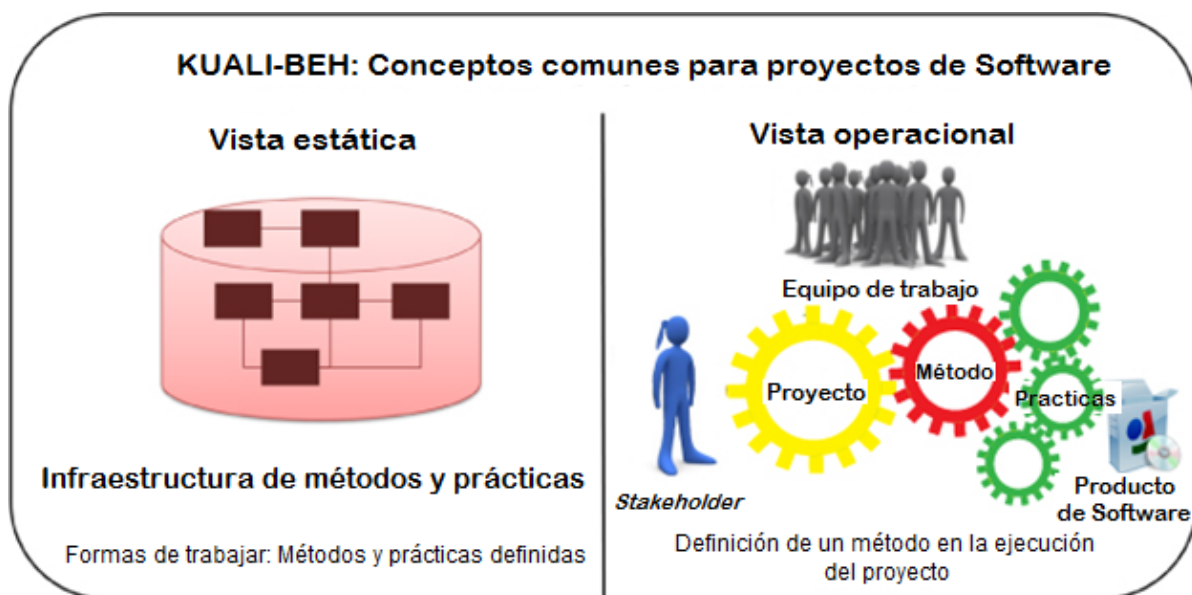 KUALI-BEH: Conceptos comunes para proyectos de Software
Vista estática
Infraestructura de métodos y prácticas
Formas de trabajar: Métodos y prácticas definidas
Vista operacional
Equipo de trabajo
Proyecto
Método
Practicas
Stakeholder
Producto
de Software
Definición de un método en la ejecución
del proyecto